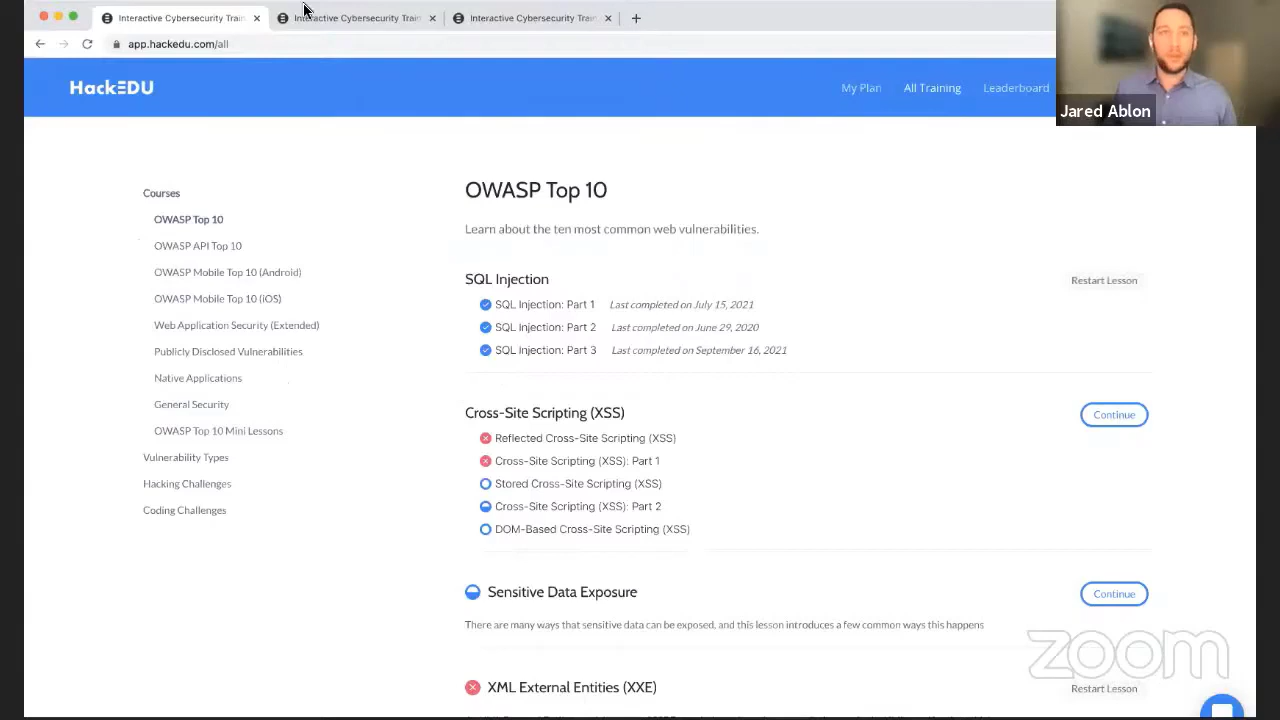 Interactive Cybersecurity Train
Interactive Cybersecurity Train
Interactive Cybersecurity Train
app.hackedu.com/all
HackEDU
My Plan
All Training
Leaderboard
Jared Ablon
Courses
OWASP Top 10
OWASP API Top 10
OWASP Mobile Top 10 (Android)
OWASP Mobile Top 10 (iOS)
Web Application Security (Extended)
Publicly Disclosed Vulnerabilities
Native Applications
General Security
OWASP Top 10 Mini Lessons
Vulnerability Types
Hacking Challenges
Coding Challenges
OWASP Top 10
Learn about the ten most common web vulnerabilities.
SQL Injection
Restart Lesson
SQL Injection: Part 1 Last completed on July 15, 2021
SQL Injection: Part 2 Last completed on June 29, 2020
SQL Injection: Part 3 Last completed on September 16, 2021
Cross-Site Scripting (XSS)
Continue
Reflected Cross-Site Scripting (XSS)
Cross-Site Scripting (XSS): Part 1
Stored Cross-Site Scripting (XSS)
Cross-Site Scripting (XSS): Part 2
DOM-Based Cross-Site Scripting (XSS)
Sensitive Data Exposure
Continue
There are many ways that sensitive data can be exposed, and this lesson introduces a few common ways this happens
zoom
XML External Entities (XXE)
Restart Lesson